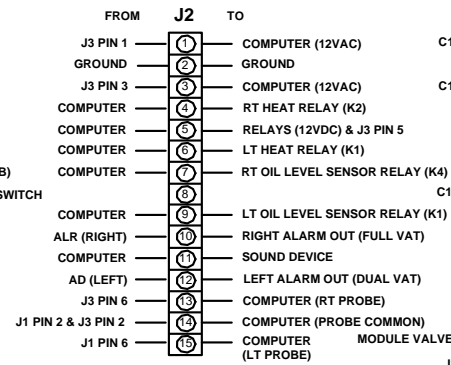 FROM J2 TO
J3 PIN 1 1 COMPUTER (12VAC) C1
GROUND 2 GROUND
J3 PIN 3 3 COMPUTER (12VAC) C1
COMPUTER 4 RT HEAT RELAY (K2)
COMPUTER 5 RELAYS (12VDC) & J3 PIN 5
COMPUTER 6 LT HEAT RELAY (K1)
B) COMPUTER 7 RT OIL LEVEL SENSOR RELAY (K4)
SWITCH 8 C1
COMPUTER 9 LT OIL LEVEL SENSOR RELAY (K1)
ALR (RIGHT) 10 RIGHT ALARM OUT (FULL VAT)
COMPUTER 11 SOUND DEVICE
AD (LEFT) 12 LEFT ALARM OUT (DUAL VAT)
J3 PIN 6 13 COMPUTER (RT PROBE)
J1 PIN 2 & J3 PIN 2 14 COMPUTER (PROBE COMMON)
J1 PIN 6 15 COMPUTER MODULE VALVE
(LT PROBE)